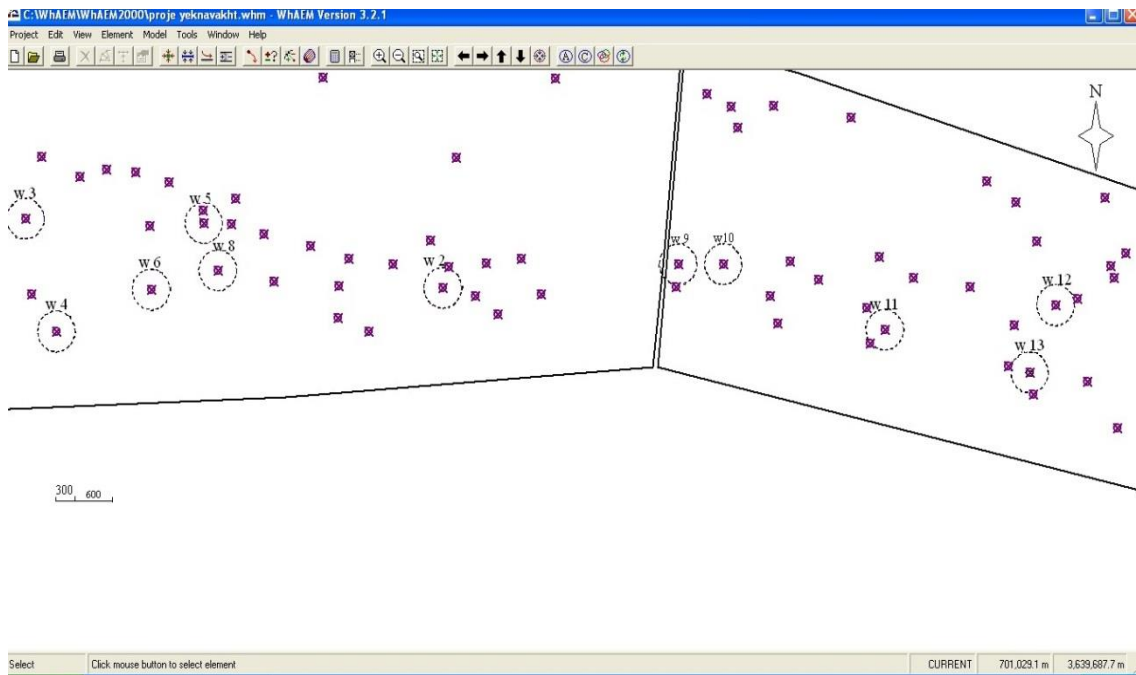 C:\WhAEM\WhAEM2000\proje yeknavakht.whm - WhAEM Version 3.2.1
Project Edit View Element Model Tools Window Help
N
w 3
w 5
w 8
w 6
w 2
w 4
w 9 w10
w 12
w 11
w 13
300 600
Select Click mouse button to select element CURRENT 701,029.1 m 3,639,687.7 m